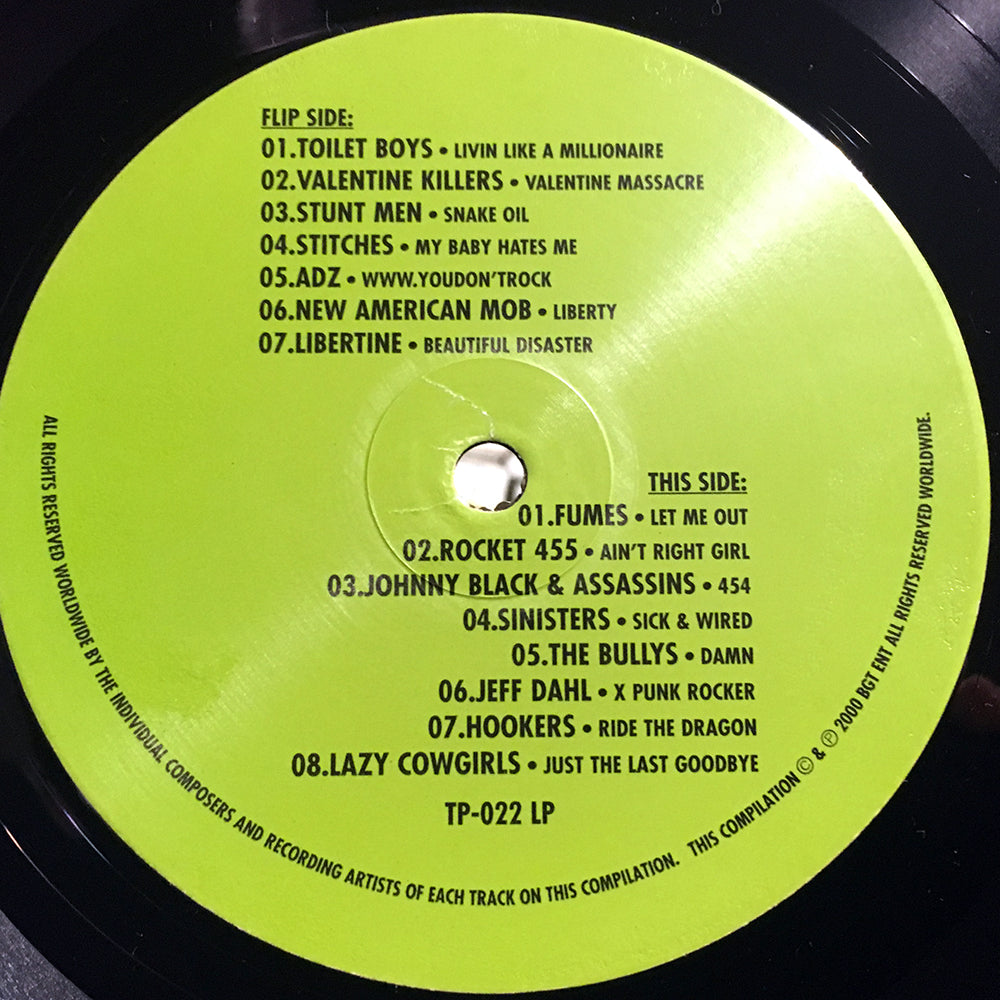 FLIP SIDE:
01.TOILET BOYS • LIVIN LIKE A MILLIONAIRE
02.VALENTINE KILLERS • VALENTINE MASSACRE
03.STUNT MEN • SNAKE OIL
04.STITCHES • MY BABY HATES ME
05.ADZ • WWW.YOUDON'TROCK
06.NEW AMERICAN MOB • LIBERTY
07.LIBERTINE • BEAUTIFUL DISASTER
THIS SIDE:
01.FUMES • LET ME OUT
02.ROCKET 455 • AIN'T RIGHT GIRL
03.JOHNNY BLACK & ASSASSINS • 454
04.SINISTERS • SICK & WIRED
05.THE BULLYS • DAMN
06.JEFF DAHL • X PUNK ROCKER
07.HOOKERS • RIDE THE DRAGON
08.LAZY COWGIRLS • JUST THE LAST GOODBYE
TP-022 LP
ALL RIGHTS RESERVED WORLDWIDE BY THE INDIVIDUAL COMPOSERS AND RECORDING ARTISTS OF EACH TRACK ON THIS COMPILATION. THIS COMPILATION © & ℗ 2000 BGT ENT ALL RIGHTS RESERVED WORLDWIDE.